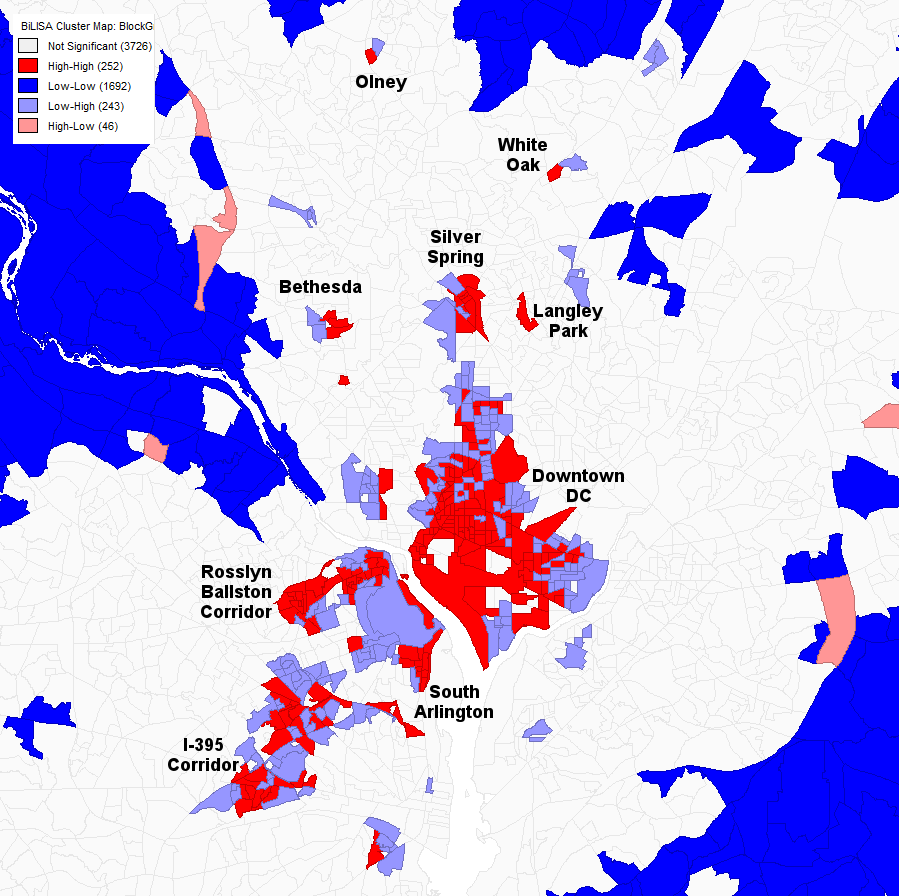 BiLISA Cluster Map: BlockG
Not Significant (3726)
High-High (252)
Low-Low (1692)
Low-High (243)
High-Low (46)
Olney
White
Oak
Silver
Spring
Bethesda
Langley
Park
Downtown
DC
Rosslyn
Ballston
Corridor
South
Arlington
I-395
Corridor